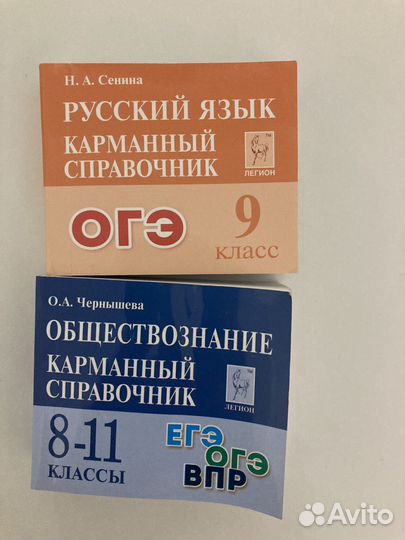 Н. А. Сенина
РУССКИЙ ЯЗЫК
КАРМАННЫЙ
СПРАВОЧНИК
TM
ЛЕГИОН
ОГЭ
9
КЛАСС
О.А. Чернышева
ОБЩЕСТВОЗНАНИЕ
КАРМАННЫЙ
СПРАВОЧНИК
ЛЕГИОН
8-11
КЛАССЫ
ЕГЭ
ОГЭ
ВПР
Avito